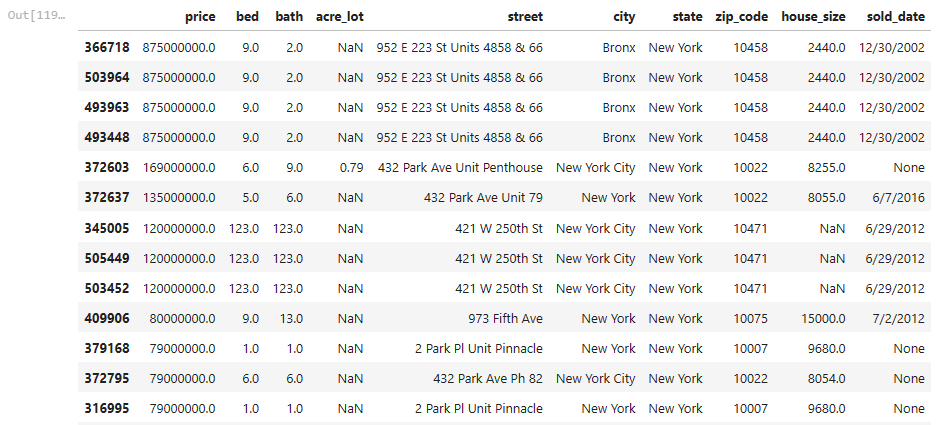 Out[119...
price bed bath acre_lot street city state zip_code house_size sold_date
366718 875000000.0 9.0 2.0 NaN 952 E 223 St Units 4858 & 66 Bronx New York 10458 2440.0 12/30/2002
503964 875000000.0 9.0 2.0 NaN 952 E 223 St Units 4858 & 66 Bronx New York 10458 2440.0 12/30/2002
493963 875000000.0 9.0 2.0 NaN 952 E 223 St Units 4858 & 66 Bronx New York 10458 2440.0 12/30/2002
493448 875000000.0 9.0 2.0 NaN 952 E 223 St Units 4858 & 66 Bronx New York 10458 2440.0 12/30/2002
372603 169000000.0 6.0 9.0 0.79 432 Park Ave Unit Penthouse New York City New York 10022 8255.0 None
372637 135000000.0 5.0 6.0 NaN 432 Park Ave Unit 79 New York New York 10022 8055.0 6/7/2016
345005 120000000.0 123.0 123.0 NaN 421 W 250th St New York City New York 10471 NaN 6/29/2012
505449 120000000.0 123.0 123.0 NaN 421 W 250th St New York City New York 10471 NaN 6/29/2012
503452 120000000.0 123.0 123.0 NaN 421 W 250th St New York City New York 10471 NaN 6/29/2012
409906 80000000.0 9.0 13.0 NaN 973 Fifth Ave New York New York 10075 15000.0 7/2/2012
379168 79000000.0 1.0 1.0 NaN 2 Park Pl Unit Pinnacle New York New York 10007 9680.0 None
372795 79000000.0 6.0 6.0 NaN 432 Park Ave Ph 82 New York City New York 10022 8054.0 None
316995 79000000.0 1.0 1.0 NaN 2 Park Pl Unit Pinnacle New York New York 10007 9680.0 None